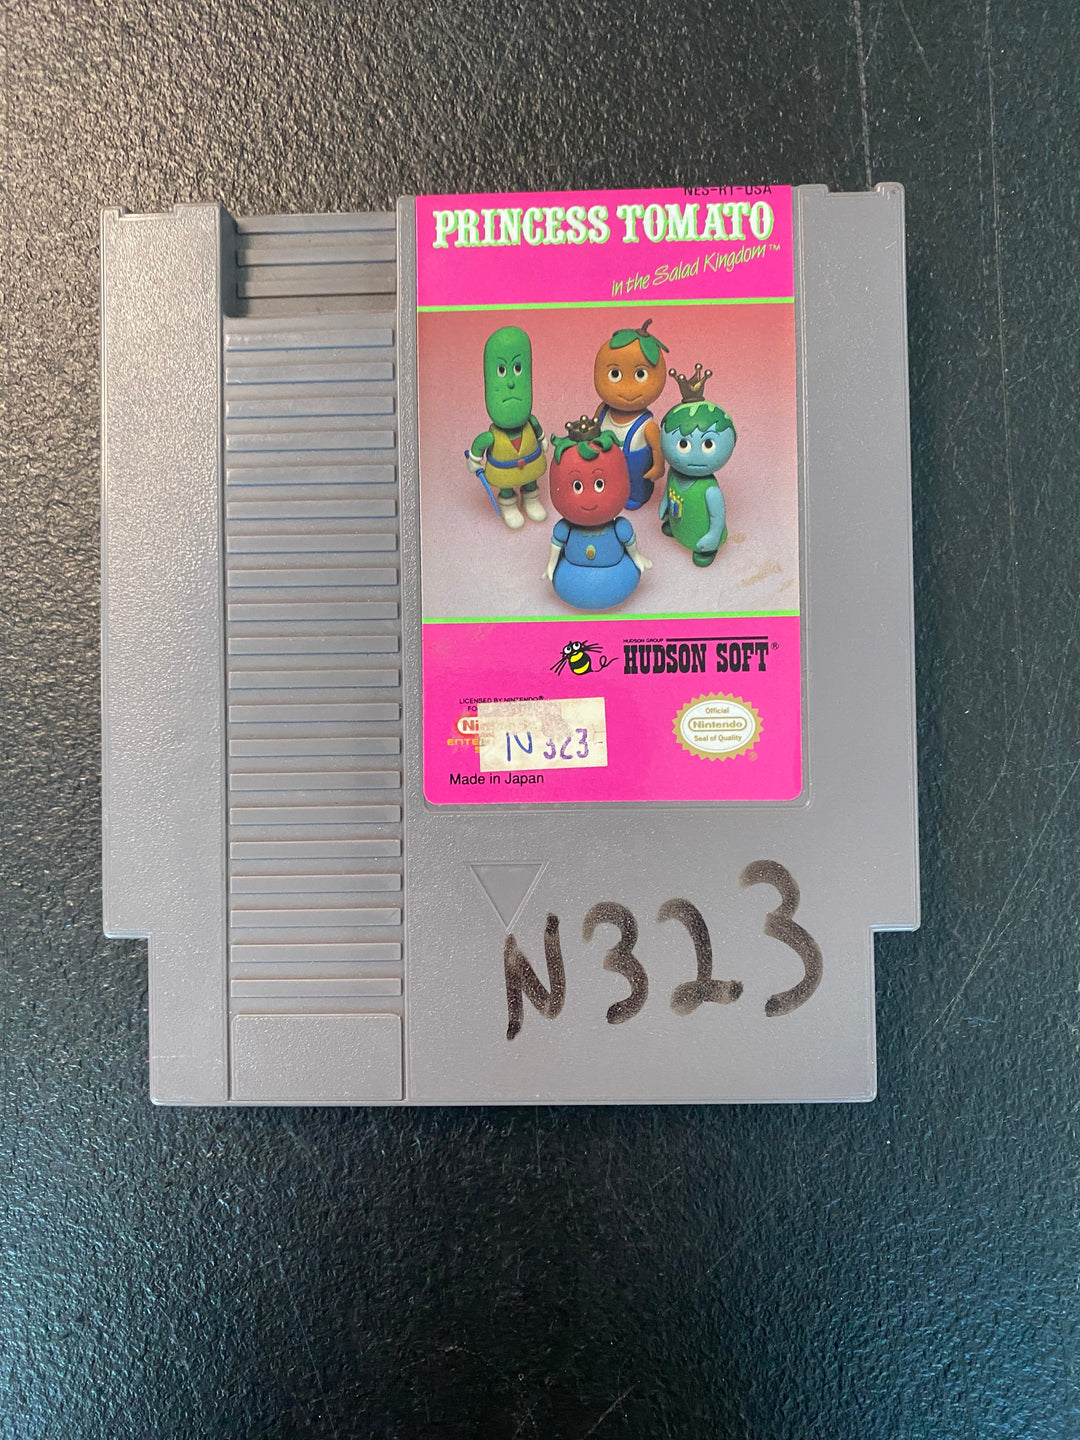 NES-RT-USA
PRINCESS TOMATO
in the Salad Kingdom™
HUDSON GROUP
HUDSON SOFT®
LICENSED BY NINTENDO®
Official
Nintendo
Seal of Quality
®
N 323
Made in Japan
N323